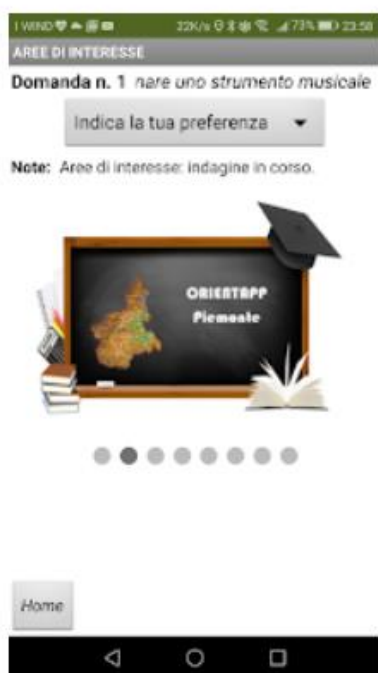 I WIND
22K/s 73% 23:58
AREE DI INTERESSE
Domanda n. 1 nare uno strumento musicale
Indica la tua preferenza
Note: Aree di interesse: indagine in corso.
ORIENTAPP
Piemonte
Home